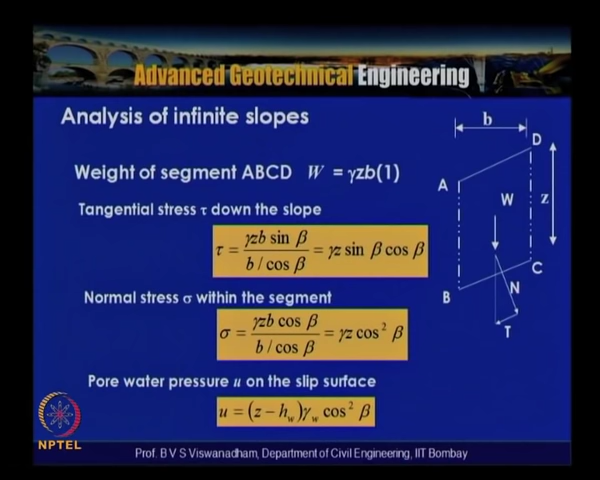 Advanced Geotechnical Engineering
Analysis of infinite slopes
Weight of segment ABCD W = γzb(1)
Tangential stress τ down the slope
τ = γzb sin β / b / cos β = γz sin β cos β
Normal stress σ within the segment
σ = γzb cos β / b / cos β = γz cos² β
Pore water pressure u on the slip surface
u = (z − h_w)γ_w cos² β
b
D
A
W
z
C
B
N
T
NPTEL
Prof. B V S Viswanadham, Department of Civil Engineering, IIT Bombay